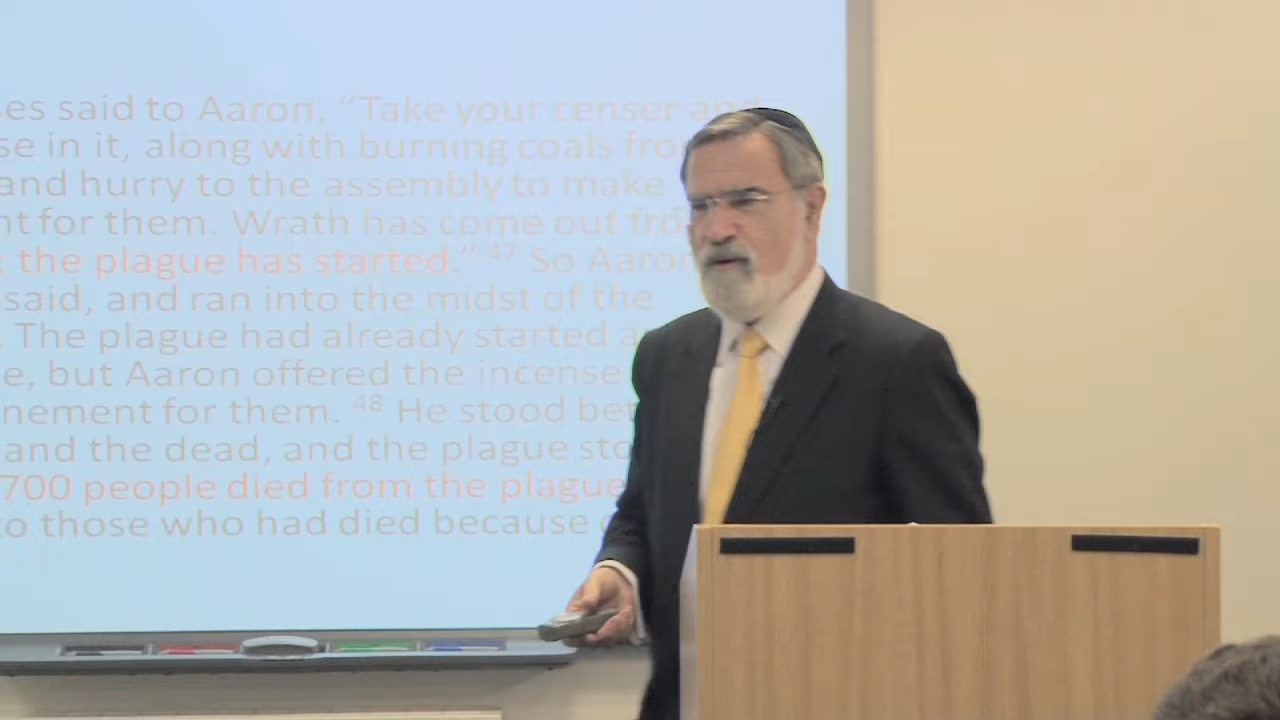 es said to Aaron, “Take your censer and
se in it, along with burning coals from
and hurry to the assembly to make
nt for them. Wrath has come out from
the plague has started.” 47 So Aaron
said, and ran into the midst of the
. The plague had already started
e, but Aaron offered the incense
nement for them. 48 He stood bet
and the dead, and the plague sto
700 people died from the plague
to those who had died because